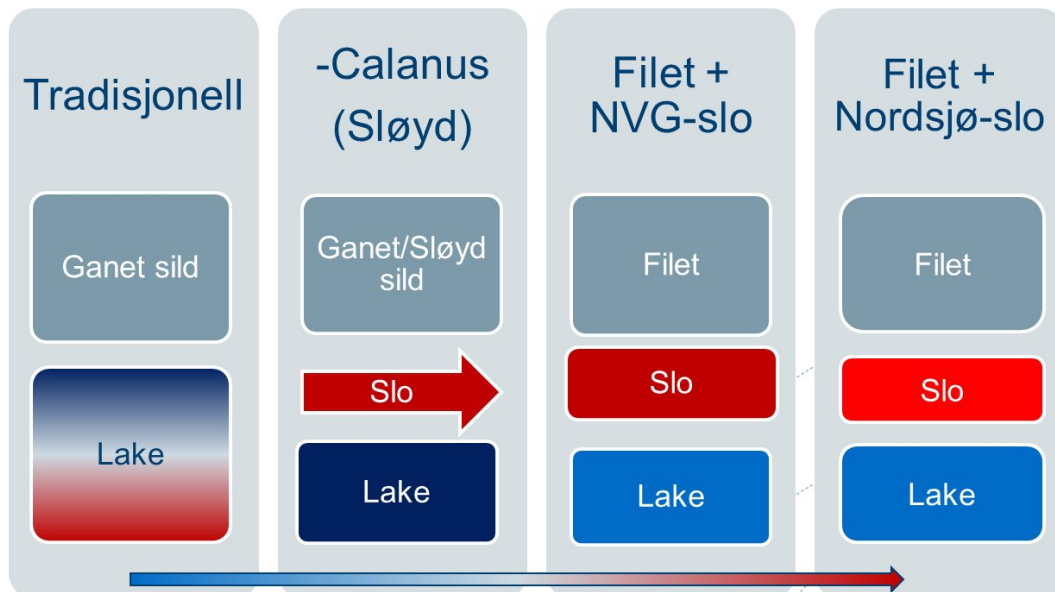 Tradisjonell
Ganet sild
Lake
-Calanus
(Sløyd)
Ganet/Sløyd
sild
Slo
Lake
Filet +
NVG-slo
Filet
Slo
Lake
Filet +
Nordsjø-slo
Filet
Slo
Lake